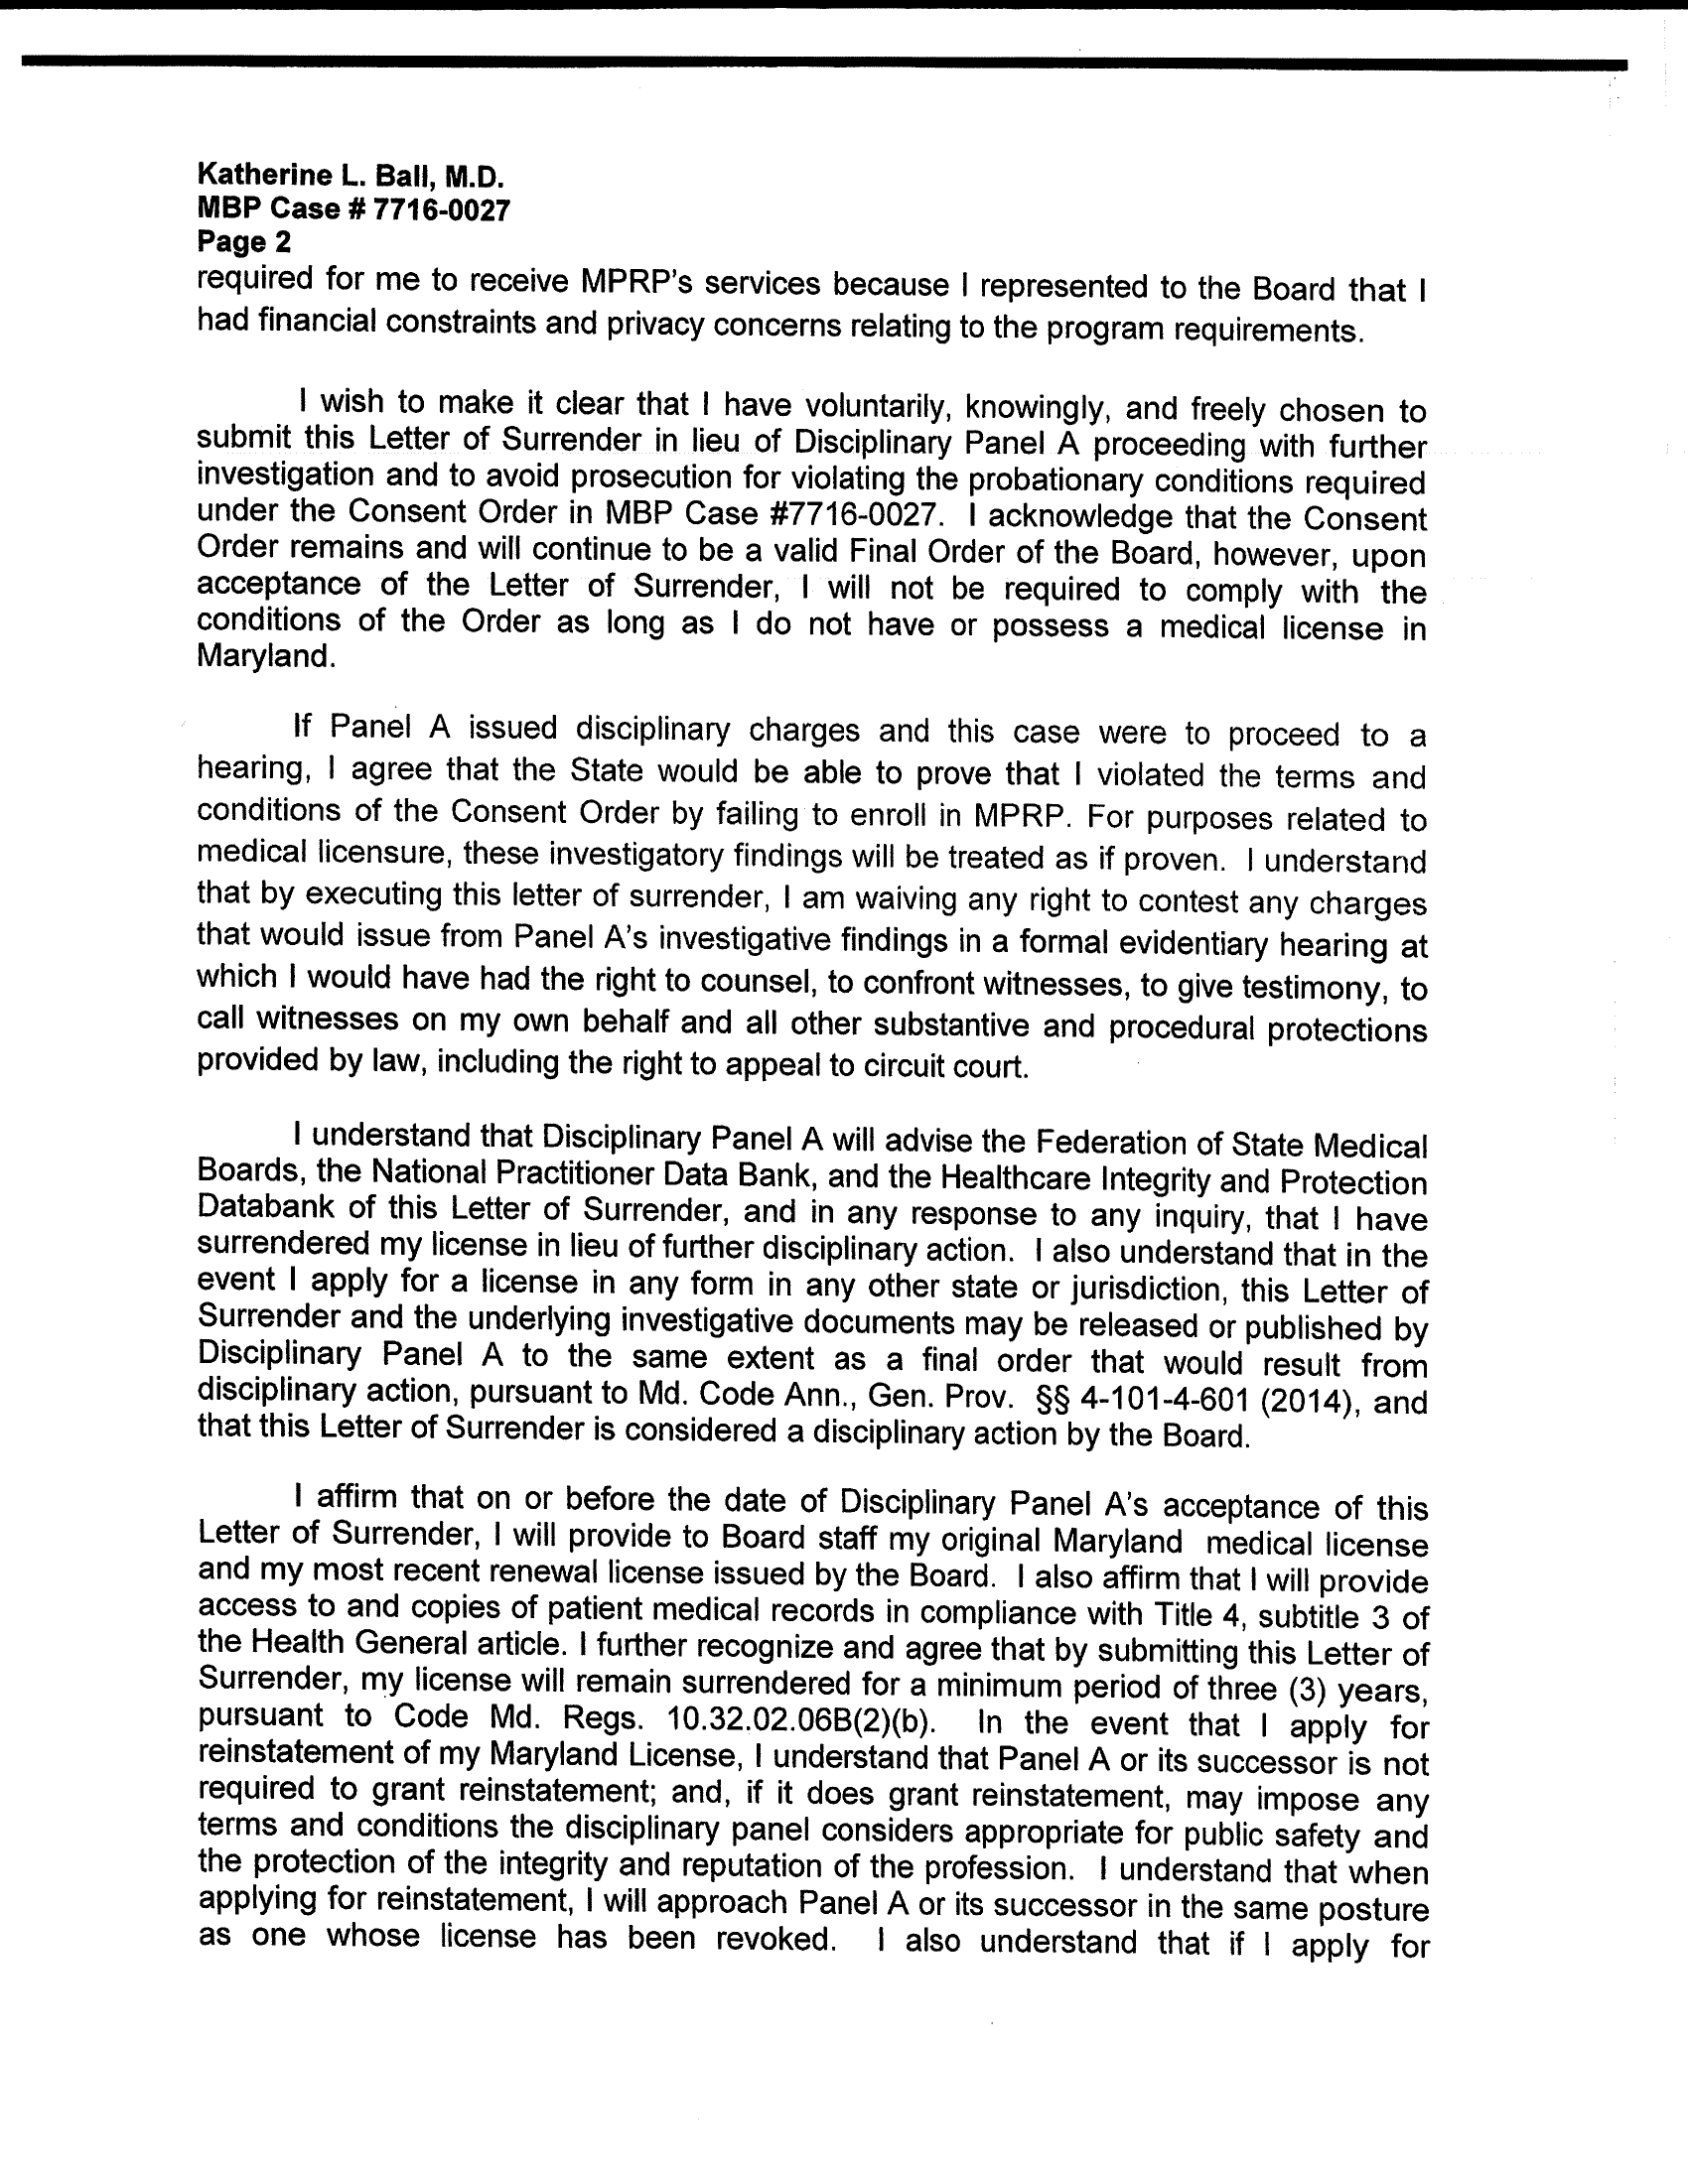 Katherine L. Ball, M.D.
MBP Case # 7716-0027
Page 2
required for me to receive MPRP's services because I represented to the Board that I
had financial constraints and privacy concerns relating to the program requirements.
I wish to make it clear that I have voluntarily, knowingly, and freely chosen to
submit this Letter of Surrender in lieu of Disciplinary Panel A proceeding with further
investigation and to avoid prosecution for violating the probationary conditions required
under the Consent Order in MBP Case #7716-0027. I acknowledge that the Consent
Order remains and will continue to be a valid Final Order of the Board, however, upon
acceptance of the Letter of Surrender, I will not be required to comply with the
conditions of the Order as long as I do not have or possess a medical license in
Maryland.
If Panel A issued disciplinary charges and this case were to proceed to a
hearing, I agree that the State would be able to prove that I violated the terms and
conditions of the Consent Order by failing to enroll in MPRP. For purposes related to
medical licensure, these investigatory findings will be treated as if proven. I understand
that by executing this letter of surrender, I am waiving any right to contest any charges
that would issue from Panel A's investigative findings in a formal evidentiary hearing at
which I would have had the right to counsel, to confront witnesses, to give testimony, to
call witnesses on my own behalf and all other substantive and procedural protections
provided by law, including the right to appeal to circuit court.
I understand that Disciplinary Panel A will advise the Federation of State Medical
Boards, the National Practitioner Data Bank, and the Healthcare Integrity and Protection
Databank of this Letter of Surrender, and in any response to any inquiry, that I have
surrendered my license in lieu of further disciplinary action. I also understand that in the
event I apply for a license in any form in any other state or jurisdiction, this Letter of
Surrender and the underlying investigative documents may be released or published by
Disciplinary Panel A to the same extent as a final order that would result from
disciplinary action, pursuant to Md. Code Ann., Gen. Prov. §§ 4-101-4-601 (2014), and
that this Letter of Surrender is considered a disciplinary action by the Board.
I affirm that on or before the date of Disciplinary Panel A's acceptance of this
Letter of Surrender, I will provide to Board staff my original Maryland medical license
and my most recent renewal license issued by the Board. I also affirm that I will provide
access to and copies of patient medical records in compliance with Title 4, subtitle 3 of
the Health General article. I further recognize and agree that by submitting this Letter of
Surrender, my license will remain surrendered for a minimum period of three (3) years,
pursuant to Code Md. Regs. 10.32.02.06B(2)(b). In the event that I apply for
reinstatement of my Maryland License, I understand that Panel A or its successor is not
required to grant reinstatement; and, if it does grant reinstatement, may impose any
terms and conditions the disciplinary panel considers appropriate for public safety and
the protection of the integrity and reputation of the profession. I understand that when
applying for reinstatement, I will approach Panel A or its successor in the same posture
as one whose license has been revoked. I also understand that if I apply for